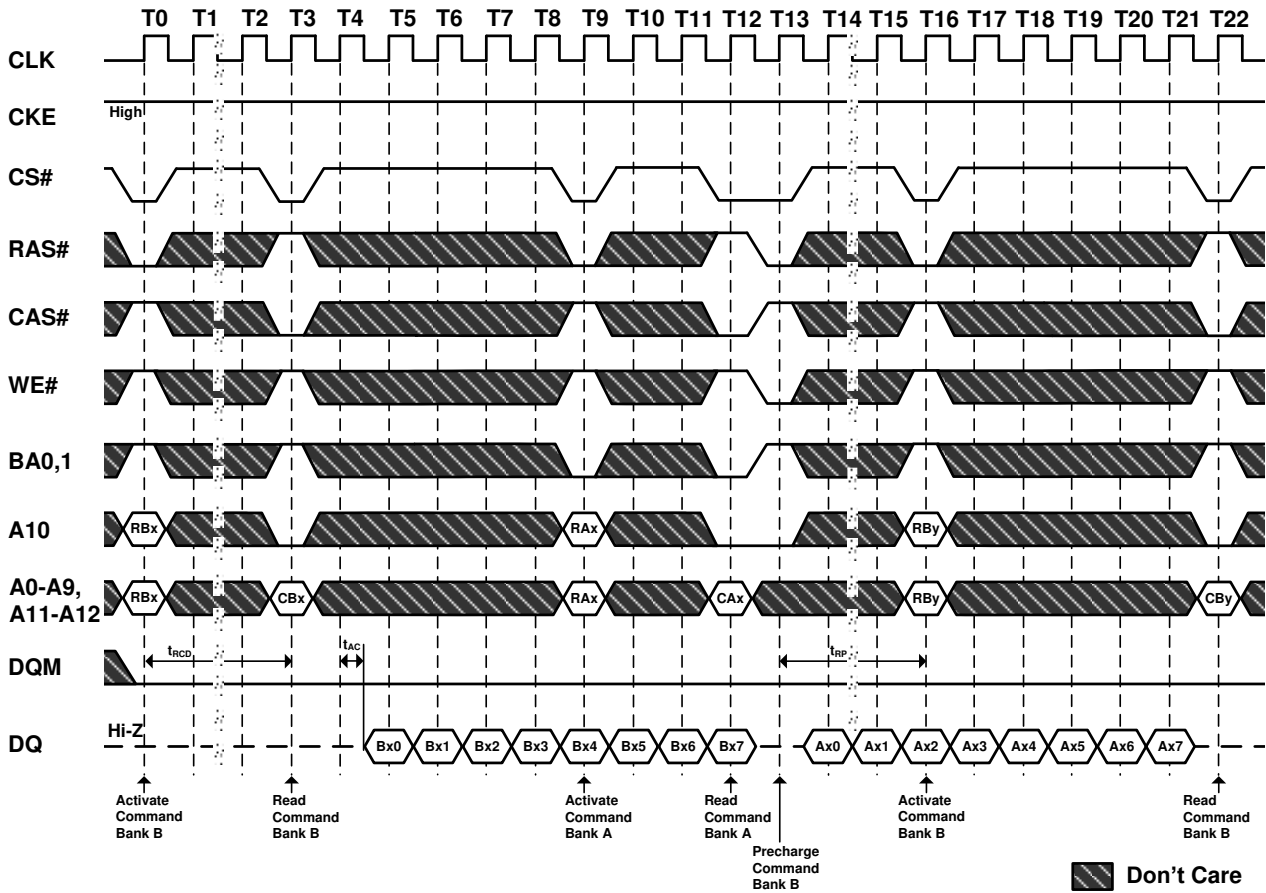 T0 T1 T2 T3 T4 T5 T6 T7 T8 T9 T10 T11 T12 T13 T14 T15 T16 T17 T18 T19 T20 T21 T22
CLK
CKE High
CS#
RAS#
CAS#
WE#
BA0,1
A10 RBx RAx RBy
A0-A9,
A11-A12 RBx CBx RAx CAx RBy CBy
DQM tRCD tAC tRP
DQ Hi-Z Bx0 Bx1 Bx2 Bx3 Bx4 Bx5 Bx6 Bx7 Ax0 Ax1 Ax2 Ax3 Ax4 Ax5 Ax6 Ax7
Activate
Command
Bank B
Read
Command
Bank B
Activate
Command
Bank A
Read
Command
Bank A
Precharge
Command
Bank B
Activate
Command
Bank B
Read
Command
Bank B
Don't Care